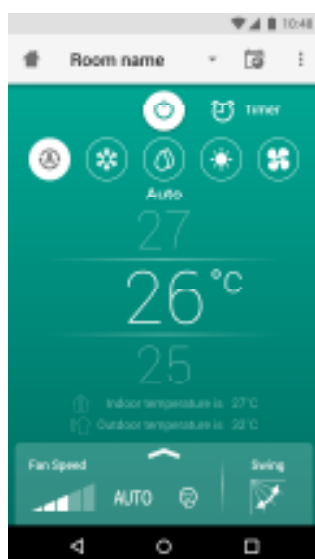 10:48
Room name
Timer
Auto
27
26°C
25
Indoor temperature is 27°C
Outdoor temperature is 33°C
Fan Speed
Swing
AUTO